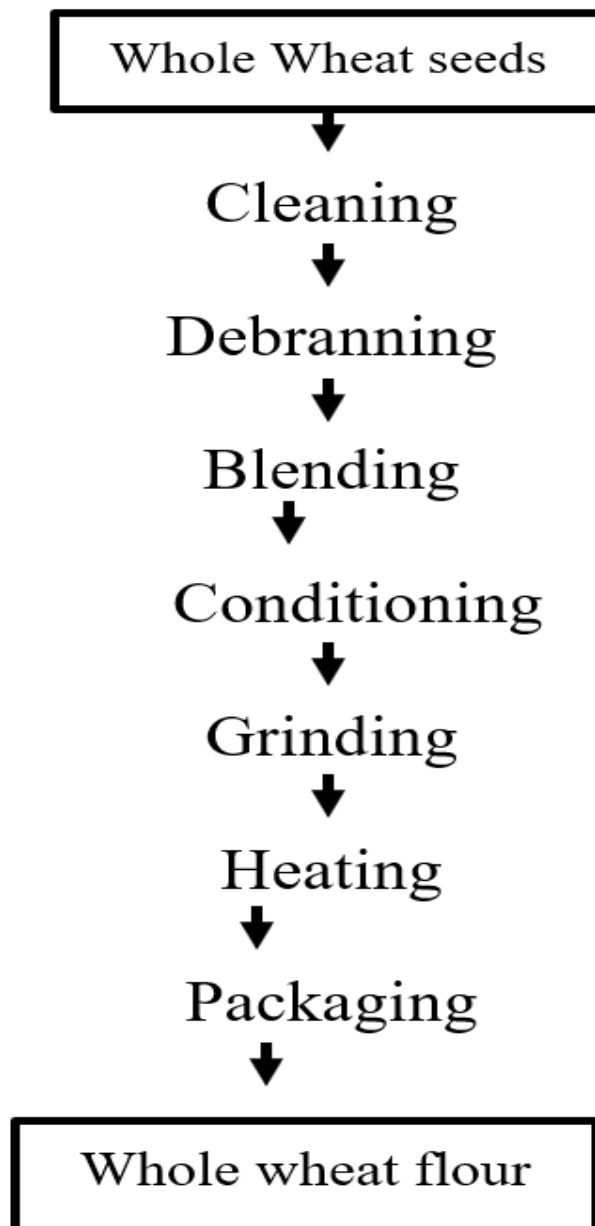 Whole Wheat seeds
Cleaning
Debranning
Blending
Conditioning
Grinding
Heating
Packaging
Whole wheat flour